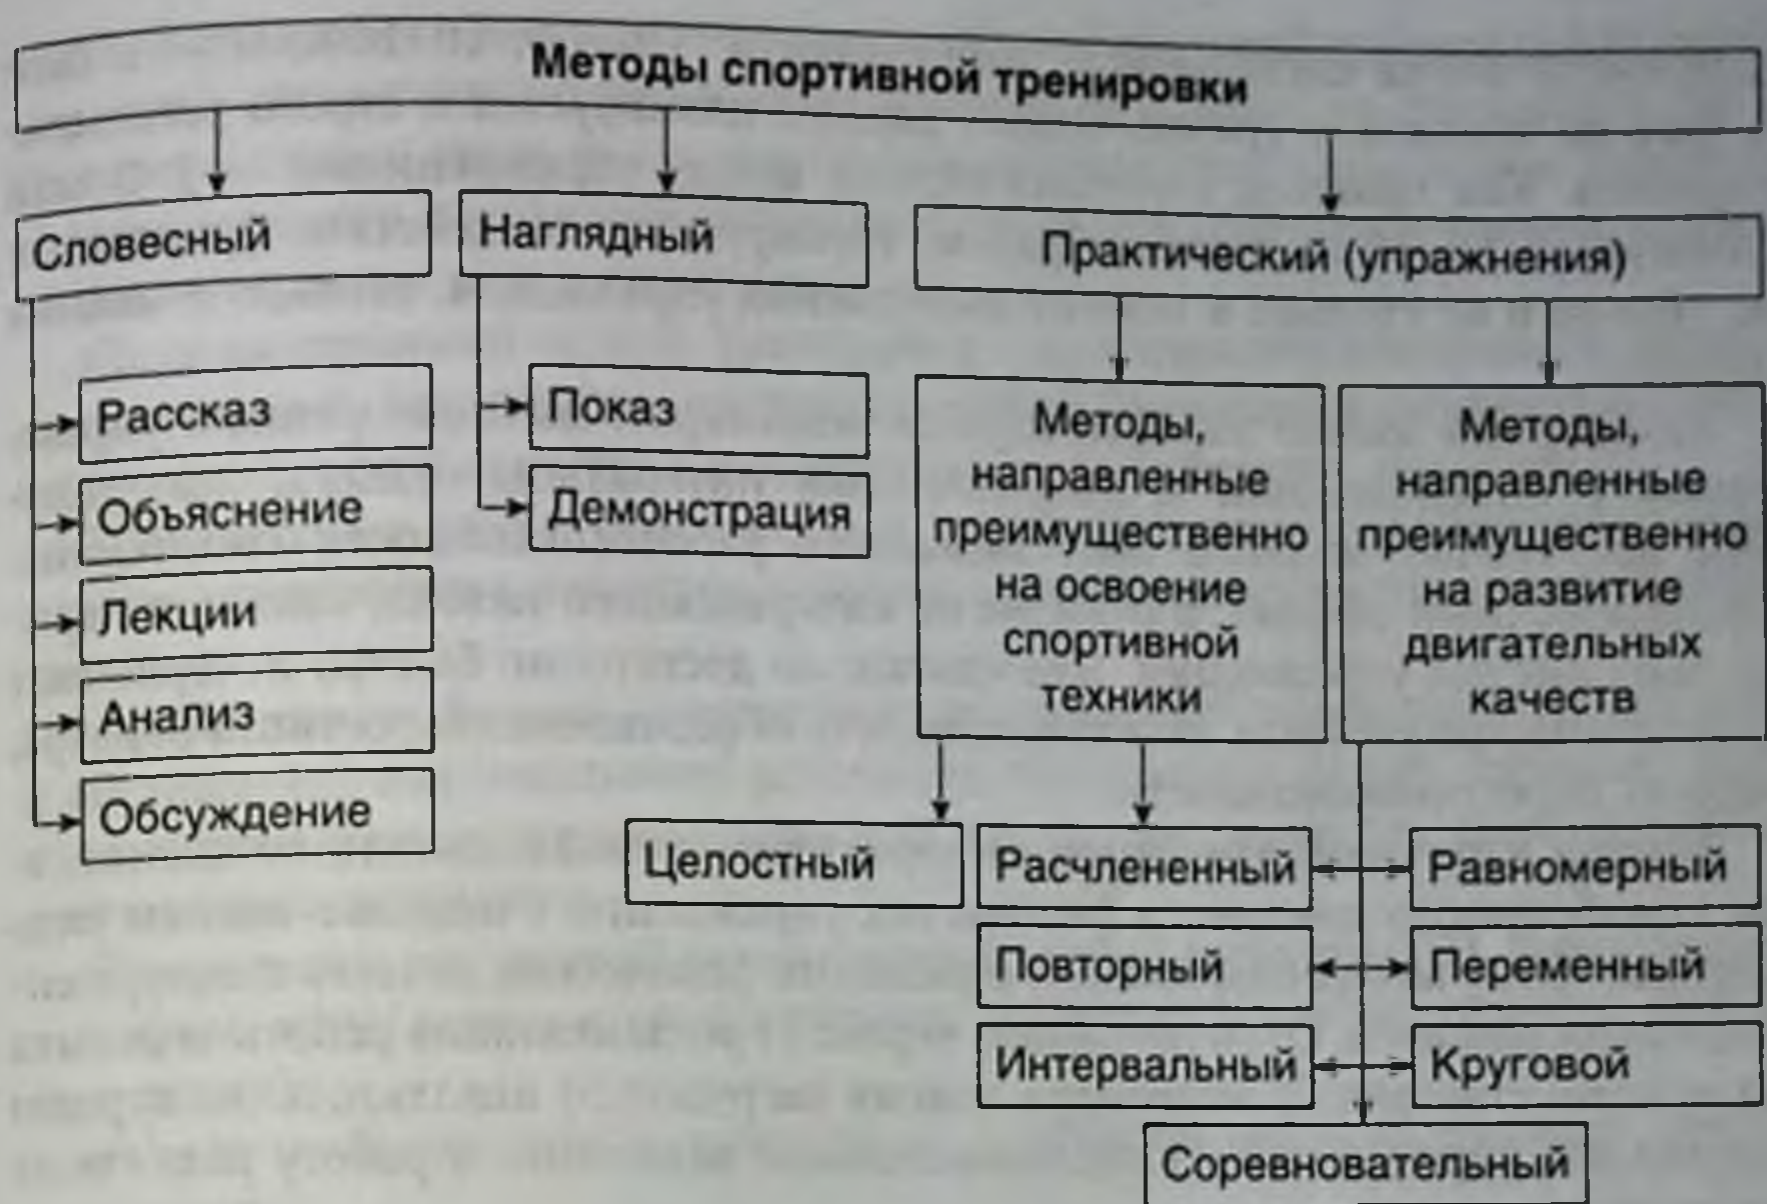 Методы спортивной тренировки
Словесный
Наглядный
Практический (упражнения)
Рассказ
Объяснение
Лекции
Анализ
Обсуждение
Показ
Демонстрация
Методы,
направленные
преимущественно
на освоение
спортивной
техники
Методы,
направленные
преимущественно
на развитие
двигательных
качеств
Целостный
Расчлененный
Равномерный
Повторный
Переменный
Интервальный
Круговой
Соревновательный